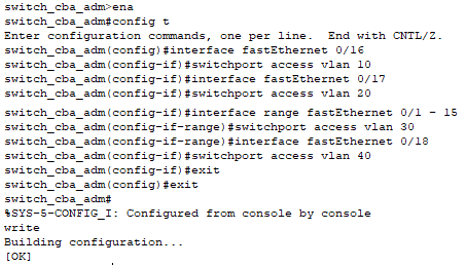 switch_cba_adm>ena
switch_cba_adm#config t
Enter configuration commands, one per line.  End with CNTL/Z.
switch_cba_adm(config)#interface fastEthernet 0/16
switch_cba_adm(config-if)#switchport access vlan 10
switch_cba_adm(config-if)#interface fastEthernet 0/17
switch_cba_adm(config-if)#switchport access vlan 20
switch_cba_adm(config-if)#interface range fastEthernet 0/1 - 15
switch_cba_adm(config-if-range)#switchport access vlan 30
switch_cba_adm(config-if-range)#interface fastEthernet 0/18
switch_cba_adm(config-if)#switchport access vlan 40
switch_cba_adm(config-if)#exit
switch_cba_adm(config)#exit
switch_cba_adm#
%SYS-5-CONFIG_I: Configured from console by console
write
Building configuration...
[OK]